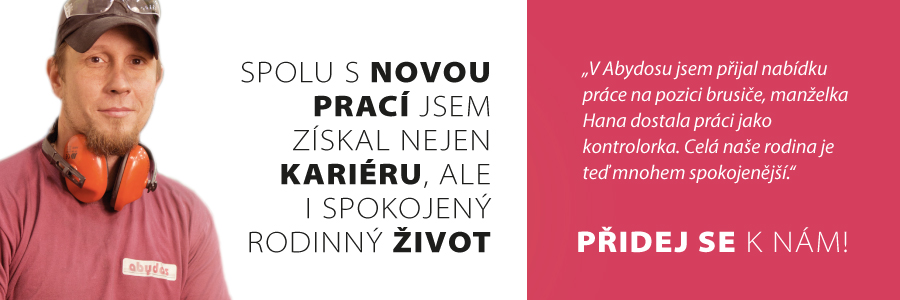 SPOLU S NOVOU
PRACÍ JSEM
ZÍSKAL NEJEN
KARIÉRU, ALE
I SPOKOJENÝ
RODINNÝ ŽIVOT
„V Abydosu jsem přijal nabídku
práce na pozici brusiče, manželka
Hana dostala práci jako
kontrolorka. Celá naše rodina je
teď mnohem spokojenější.“
PŘIDEJ SE K NÁM!
abydos